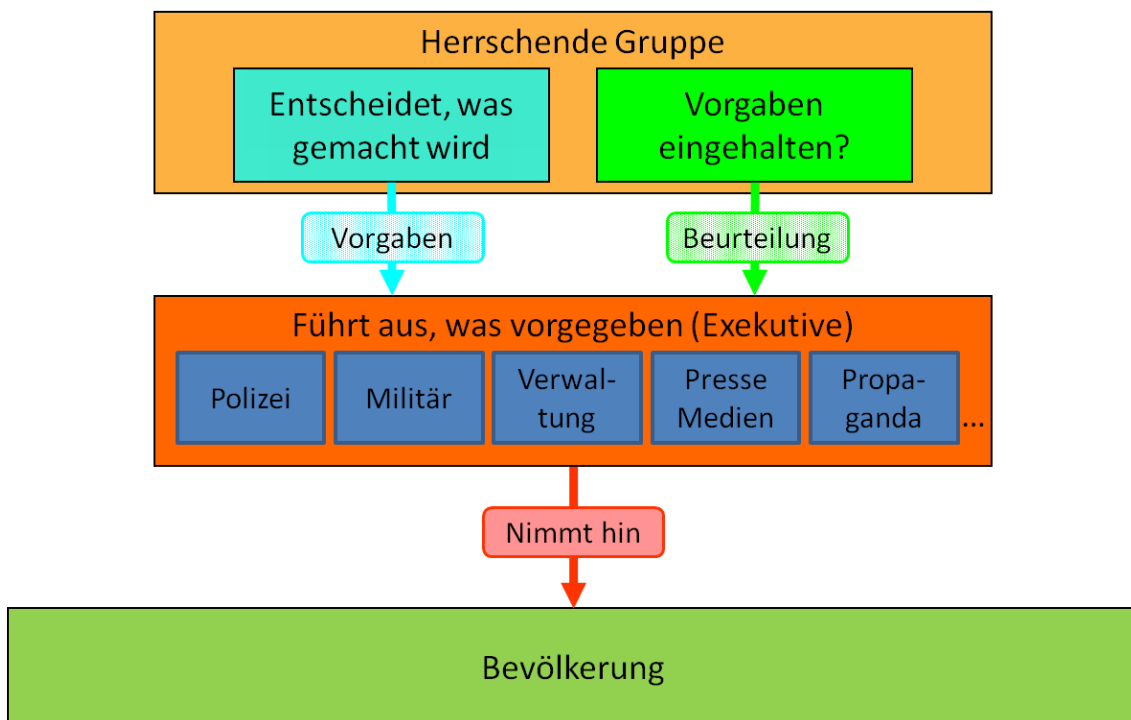 Herrschende Gruppe
Entscheidet, was
gemacht wird
Vorgaben
eingehalten?
Vorgaben
Beurteilung
Führt aus, was vorgegeben (Exekutive)
Polizei
Militär
Verwal-
tung
Presse
Medien
Propa-
ganda
...
Nimmt hin
Bevölkerung